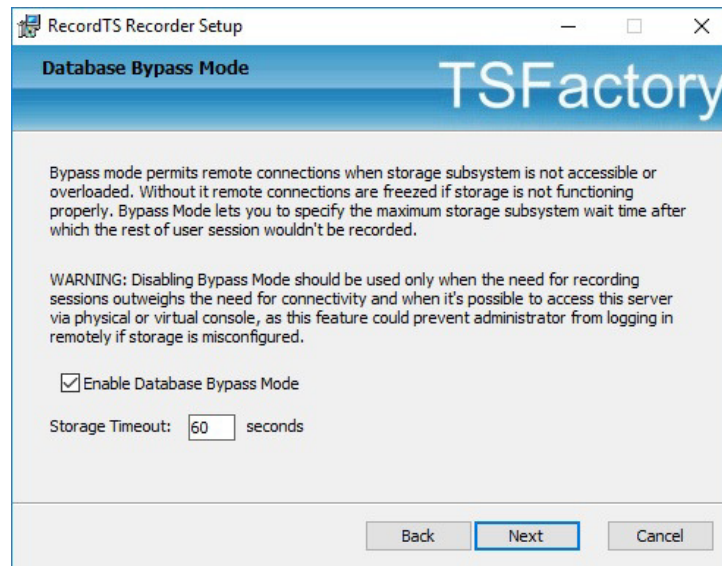 RecordTS Recorder Setup
Database Bypass Mode
TSFactory
Bypass mode permits remote connections when storage subsystem is not accessible or
overloaded. Without it remote connections are freezed if storage is not functioning
properly. Bypass Mode lets you to specify the maximum storage subsystem wait time after
which the rest of user session wouldn't be recorded.
WARNING: Disabling Bypass Mode should be used only when the need for recording
sessions outweighs the need for connectivity and when it's possible to access this server
via physical or virtual console, as this feature could prevent administrator from logging in
remotely if storage is misconfigured.
Enable Database Bypass Mode
Storage Timeout: 60 seconds
Back Next Cancel